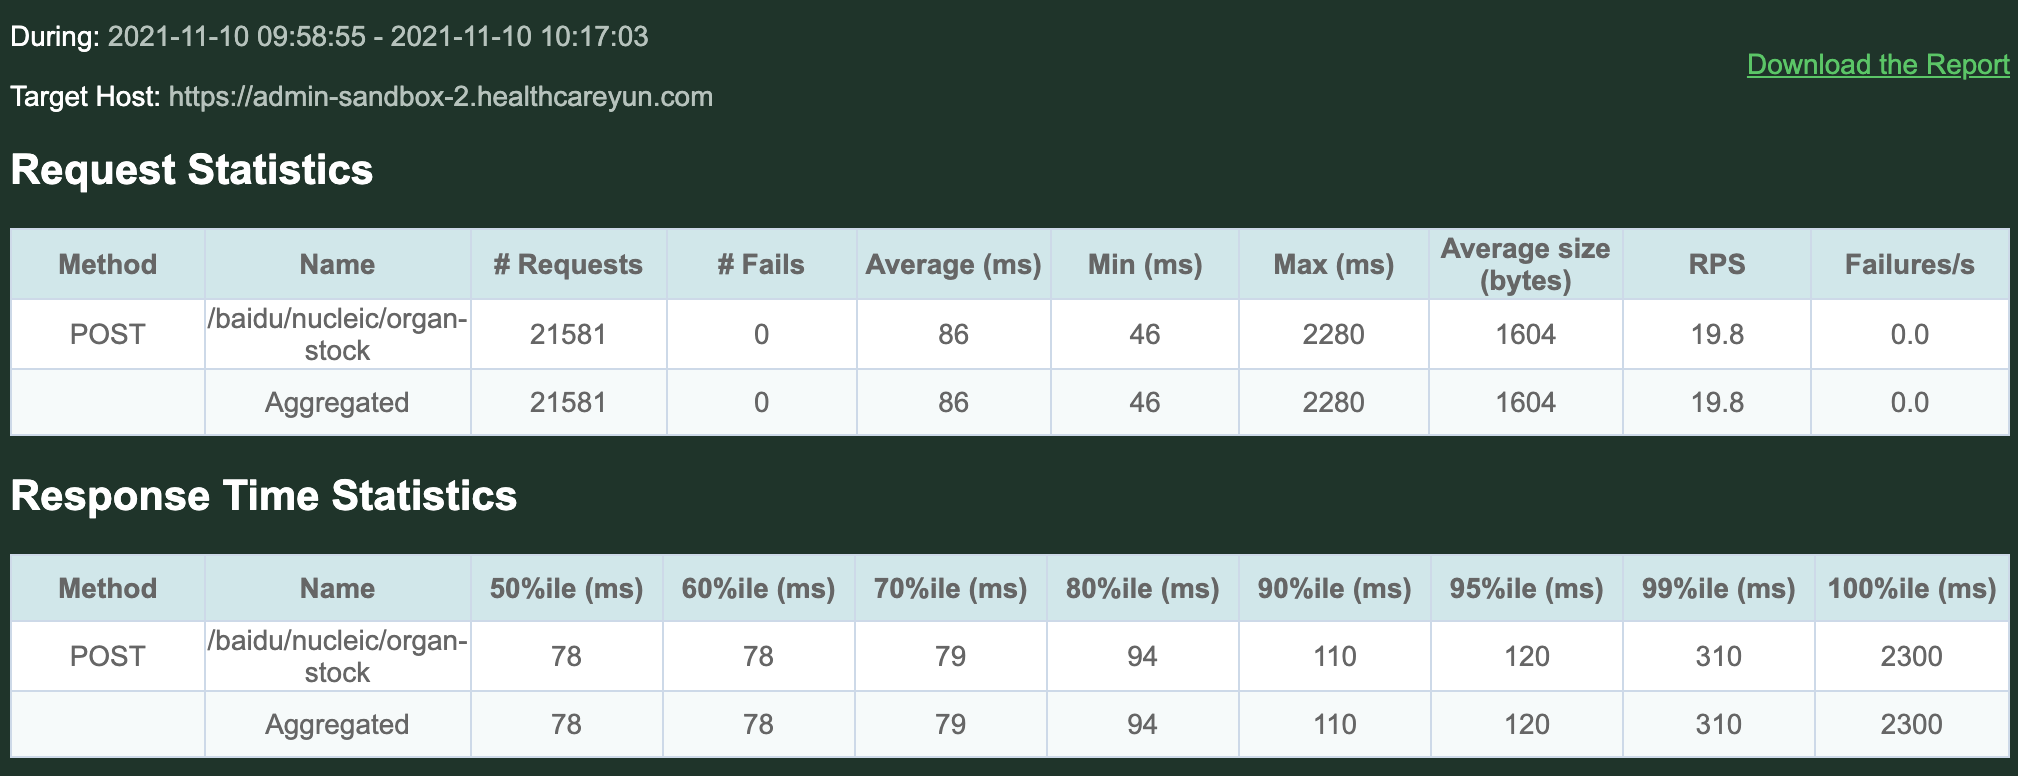 During: 2021-11-10 09:58:55 - 2021-11-10 10:17:03
Download the Report
Target Host: https://admin-sandbox-2.healthcareyun.com
Request Statistics
Method Name # Requests # Fails Average (ms) Min (ms) Max (ms) Average size (bytes) RPS Failures/s
POST /baidu/nucleic/organ-stock 21581 0 86 46 2280 1604 19.8 0.0
Aggregated 21581 0 86 46 2280 1604 19.8 0.0
Response Time Statistics
Method Name 50%ile (ms) 60%ile (ms) 70%ile (ms) 80%ile (ms) 90%ile (ms) 95%ile (ms) 99%ile (ms) 100%ile (ms)
POST /baidu/nucleic/organ-stock 78 78 79 94 110 120 310 2300
Aggregated 78 78 79 94 110 120 310 2300